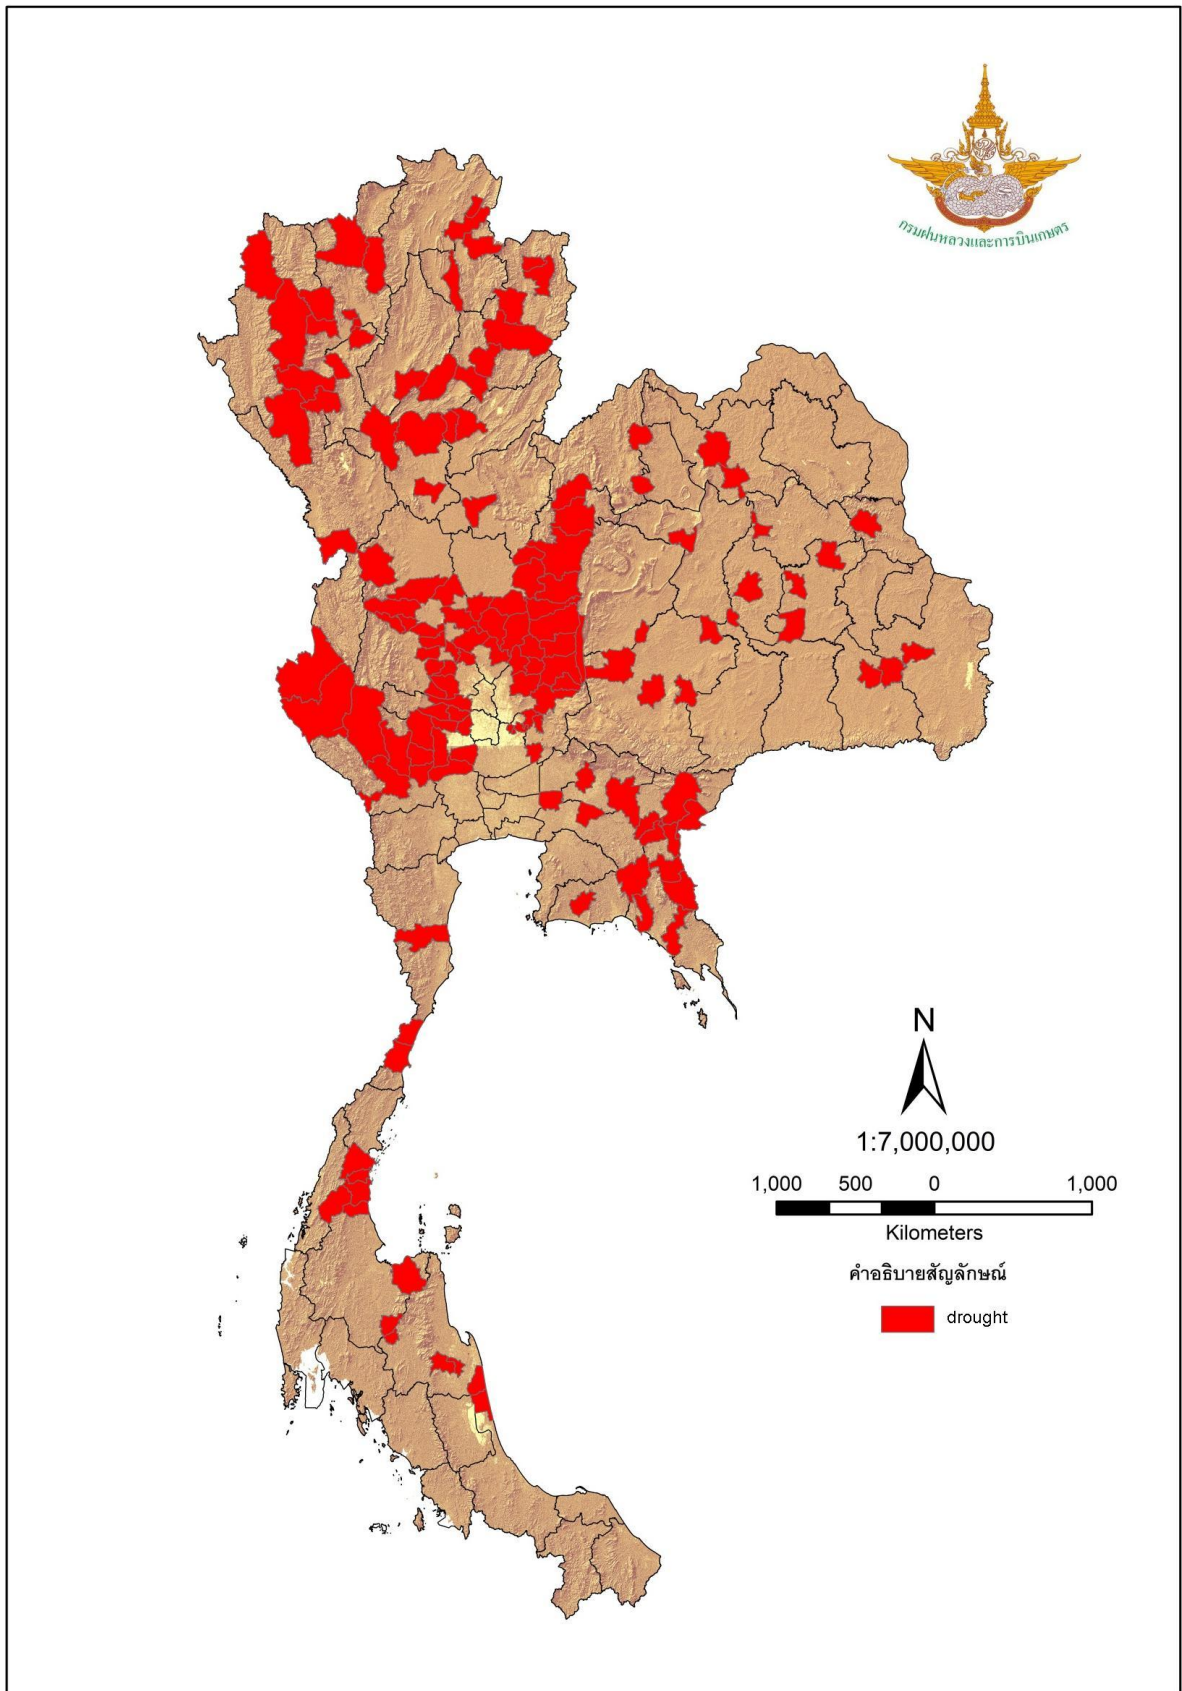 กรมฝนหลวงและการบินเกษตร
N
1:7,000,000
1,000 500 0 1,000
Kilometers
คำอธิบายสัญลักษณ์
drought